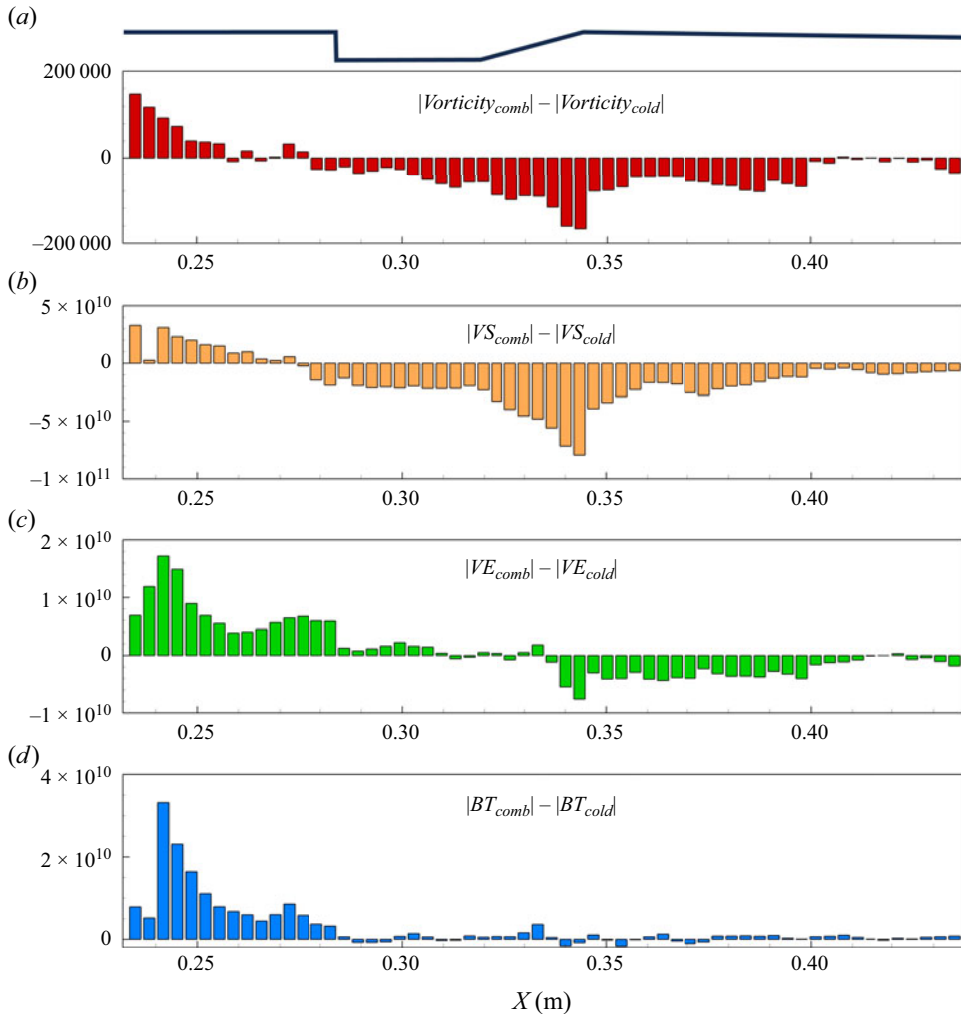 (a)
200 000
|Vorticity_comb| – |Vorticity_cold|
0
–200 000
0.25 0.30 0.35 0.40
(b)
5 × 10^10
|VS_comb| – |VS_cold|
0
–5 × 10^10
–1 × 10^11
0.25 0.30 0.35 0.40
(c)
2 × 10^10
|VE_comb| – |VE_cold|
1 × 10^10
0
–1 × 10^10
0.25 0.30 0.35 0.40
(d)
4 × 10^10
|BT_comb| – |BT_cold|
2 × 10^10
0
0.25 0.30 0.35 0.40
X (m)